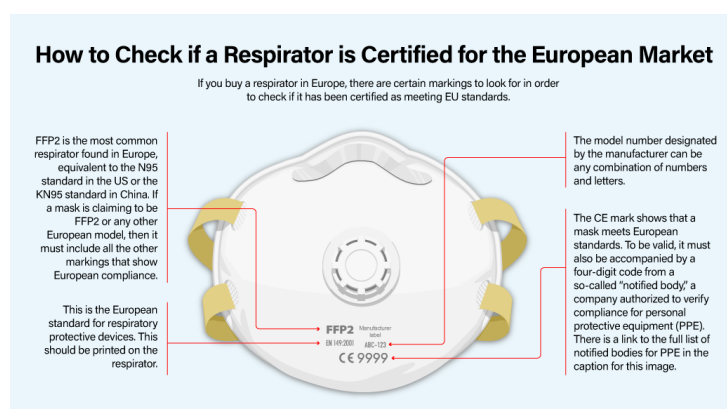 How to Check if a Respirator is Certified for the European Market
If you buy a respirator in Europe, there are certain markings to look for in order
to check if it has been certified as meeting EU standards.
FFP2 is the most common
respirator found in Europe,
equivalent to the N95
standard in the US or the
KN95 standard in China. If
a mask is claiming to be
FFP2 or any other
European model, then it
must include all the other
markings that show
European compliance.
This is the European
standard for respiratory
protective devices. This
should be printed on the
respirator.
FFP2
Manufacturer
label
EN 149:2001
ABC-123
CE 9999
The model number designated
by the manufacturer can be
any combination of numbers
and letters.
The CE mark shows that a
mask meets European
standards. To be valid, it must
also be accompanied by a
four-digit code from a
so-called “notified body,” a
company authorized to verify
compliance for personal
protective equipment (PPE).
There is a link to the full list of
notified bodies for PPE in the
caption for this image.